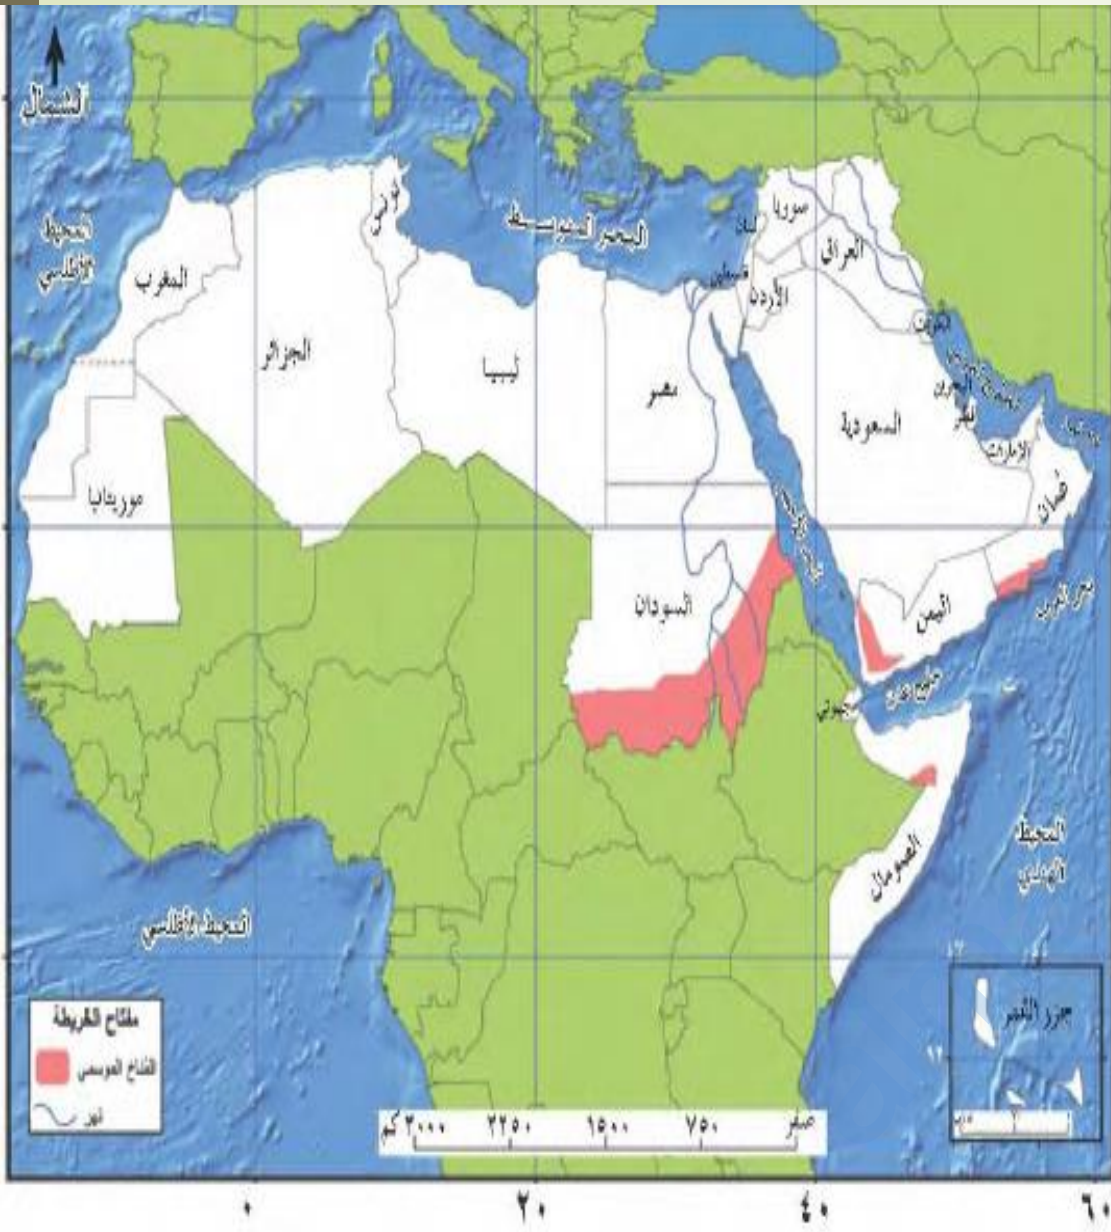 الشمال
المحيط
الأطلسي
البحر المتوسط
تونس
المغرب
الجزائر
ليبيا
مصر
موريتانيا
السودان
لبنان
سوريا
العراق
فلسطين
الأردن
الكويت
البحرين
قطر
السعودية
الإمارات
عُمان
اليمن
بحر العرب
خليج عدن
جيبوتي
الصومال
المحيط
الهندي
المحيط الأطلسي
جزر القمر
١٢
مفتاح الخريطة
المناخ الموسمي
نهر
صفر
٧٥٠
١٥٠٠
٢٢٥٠
٣٠٠٠ كم
٠
٢٠
٤٠
٦٠